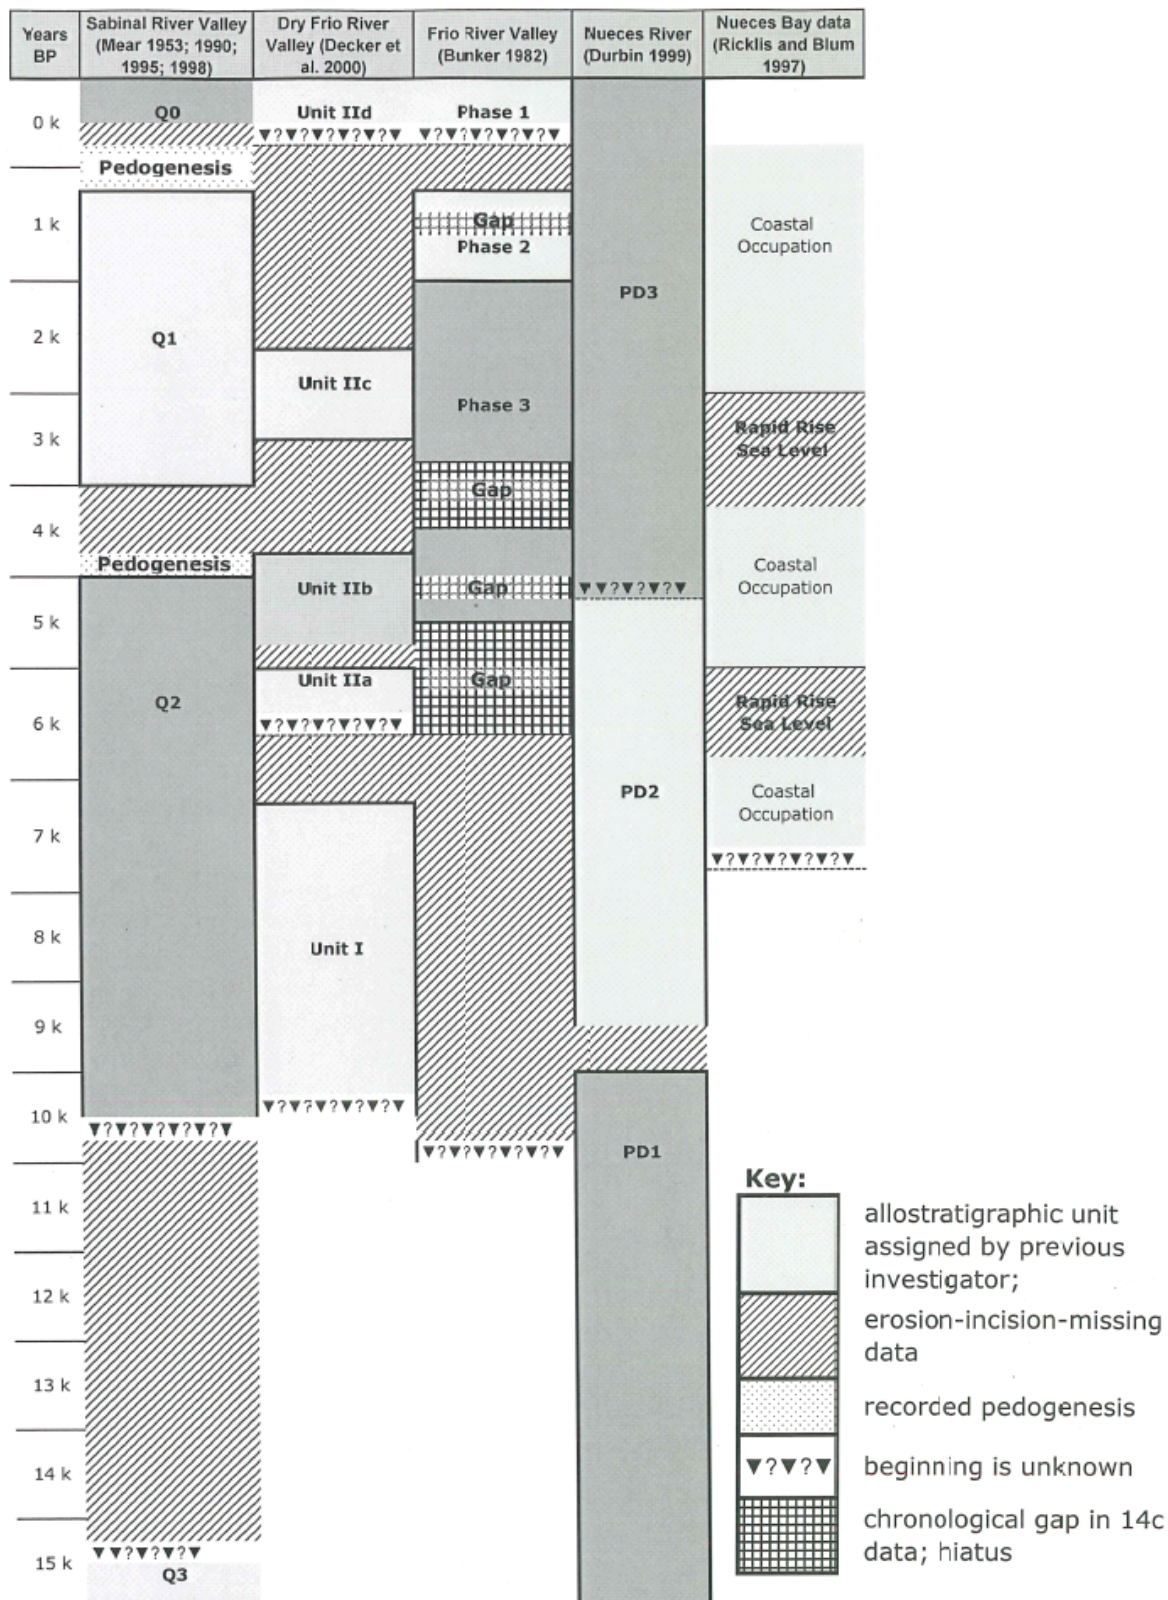 Years
BP
Sabinal River Valley
(Mear 1953; 1990;
1995; 1998)
Dry Frio River
Valley (Decker et
al. 2000)
Frio River Valley
(Bunker 1982)
Nueces River
(Durbin 1999)
Nueces Bay data
(Ricklis and Blum
1997)
0 k
Q0
Unit IId
Phase 1
▼?▼?▼?▼?▼?▼
▼?▼?▼?▼?▼?▼
Pedogenesis
1 k
Gap
Phase 2
Coastal
Occupation
PD3
2 k
Q1
Unit IIc
Phase 3
3 k
Rapid Rise
Sea Level
Gap
4 k
Pedogenesis
Unit IIb
Gap
▼▼?▼?▼?▼
Coastal
Occupation
5 k
Unit IIa
Gap
Q2
Rapid Rise
Sea Level
6 k
▼?▼?▼?▼?▼?▼
PD2
Coastal
Occupation
7 k
▼?▼?▼?▼?▼?▼
8 k
Unit I
9 k
10 k
▼?▼?▼?▼?▼?▼
▼?▼?▼?▼?▼?▼
▼?▼?▼?▼?▼?▼
PD1
11 k
12 k
13 k
14 k
15 k
▼▼?▼?▼?▼
Q3
Key:
allostratigraphic unit
assigned by previous
investigator;
erosion-incision-missing
data
recorded pedogenesis
▼?▼?▼
beginning is unknown
chronological gap in 14c
data; hiatus